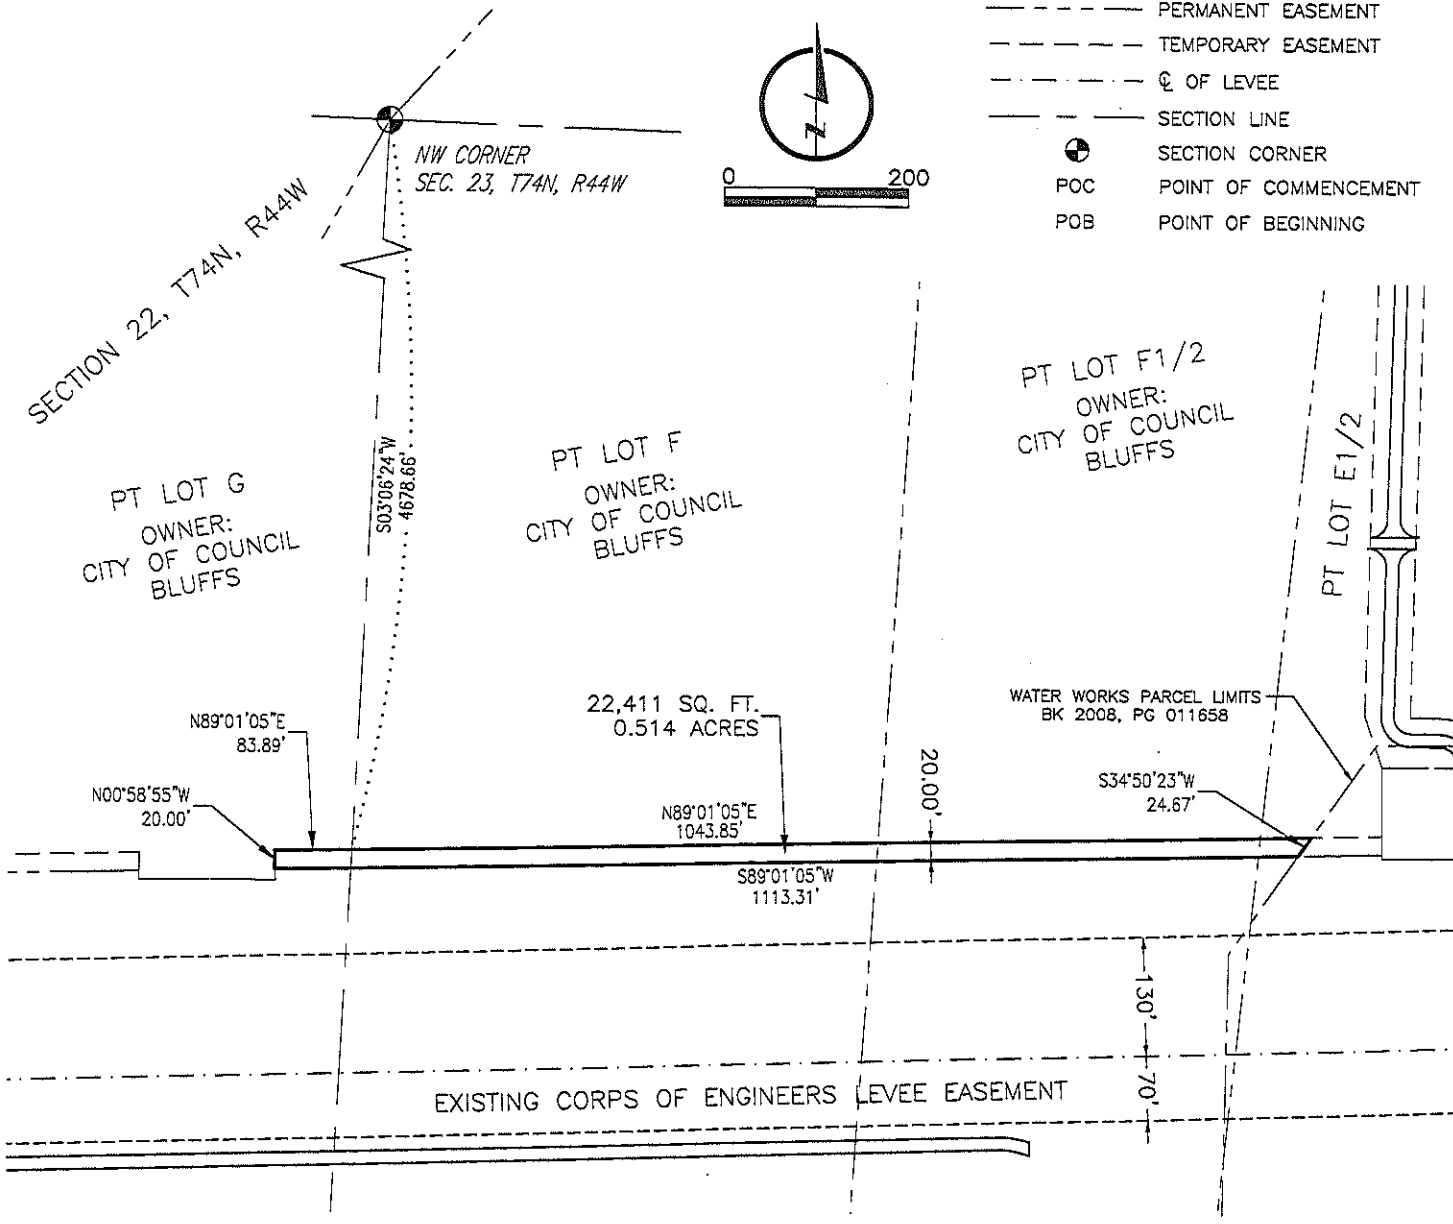 PERMANENT EASEMENT
TEMPORARY EASEMENT
℄ OF LEVEE
SECTION LINE
SECTION CORNER
POC POINT OF COMMENCEMENT
POB POINT OF BEGINNING
N
0 200
NW CORNER
SEC. 23, T74N, R44W
SECTION 22, T74N, R44W
PT LOT G
OWNER:
CITY OF COUNCIL
BLUFFS
S03°06'24"W
4678.66'
PT LOT F
OWNER:
CITY OF COUNCIL
BLUFFS
PT LOT F1/2
OWNER:
CITY OF COUNCIL
BLUFFS
PT LOT E1/2
N89°01'05"E
83.89'
N00°58'55"W
20.00'
22,411 SQ. FT.
0.514 ACRES
N89°01'05"E
1043.85'
S89°01'05"W
1113.31'
20.00'
WATER WORKS PARCEL LIMITS
BK 2008, PG 011658
S34°50'23"W
24.67'
130'
70'
EXISTING CORPS OF ENGINEERS LEVEE EASEMENT